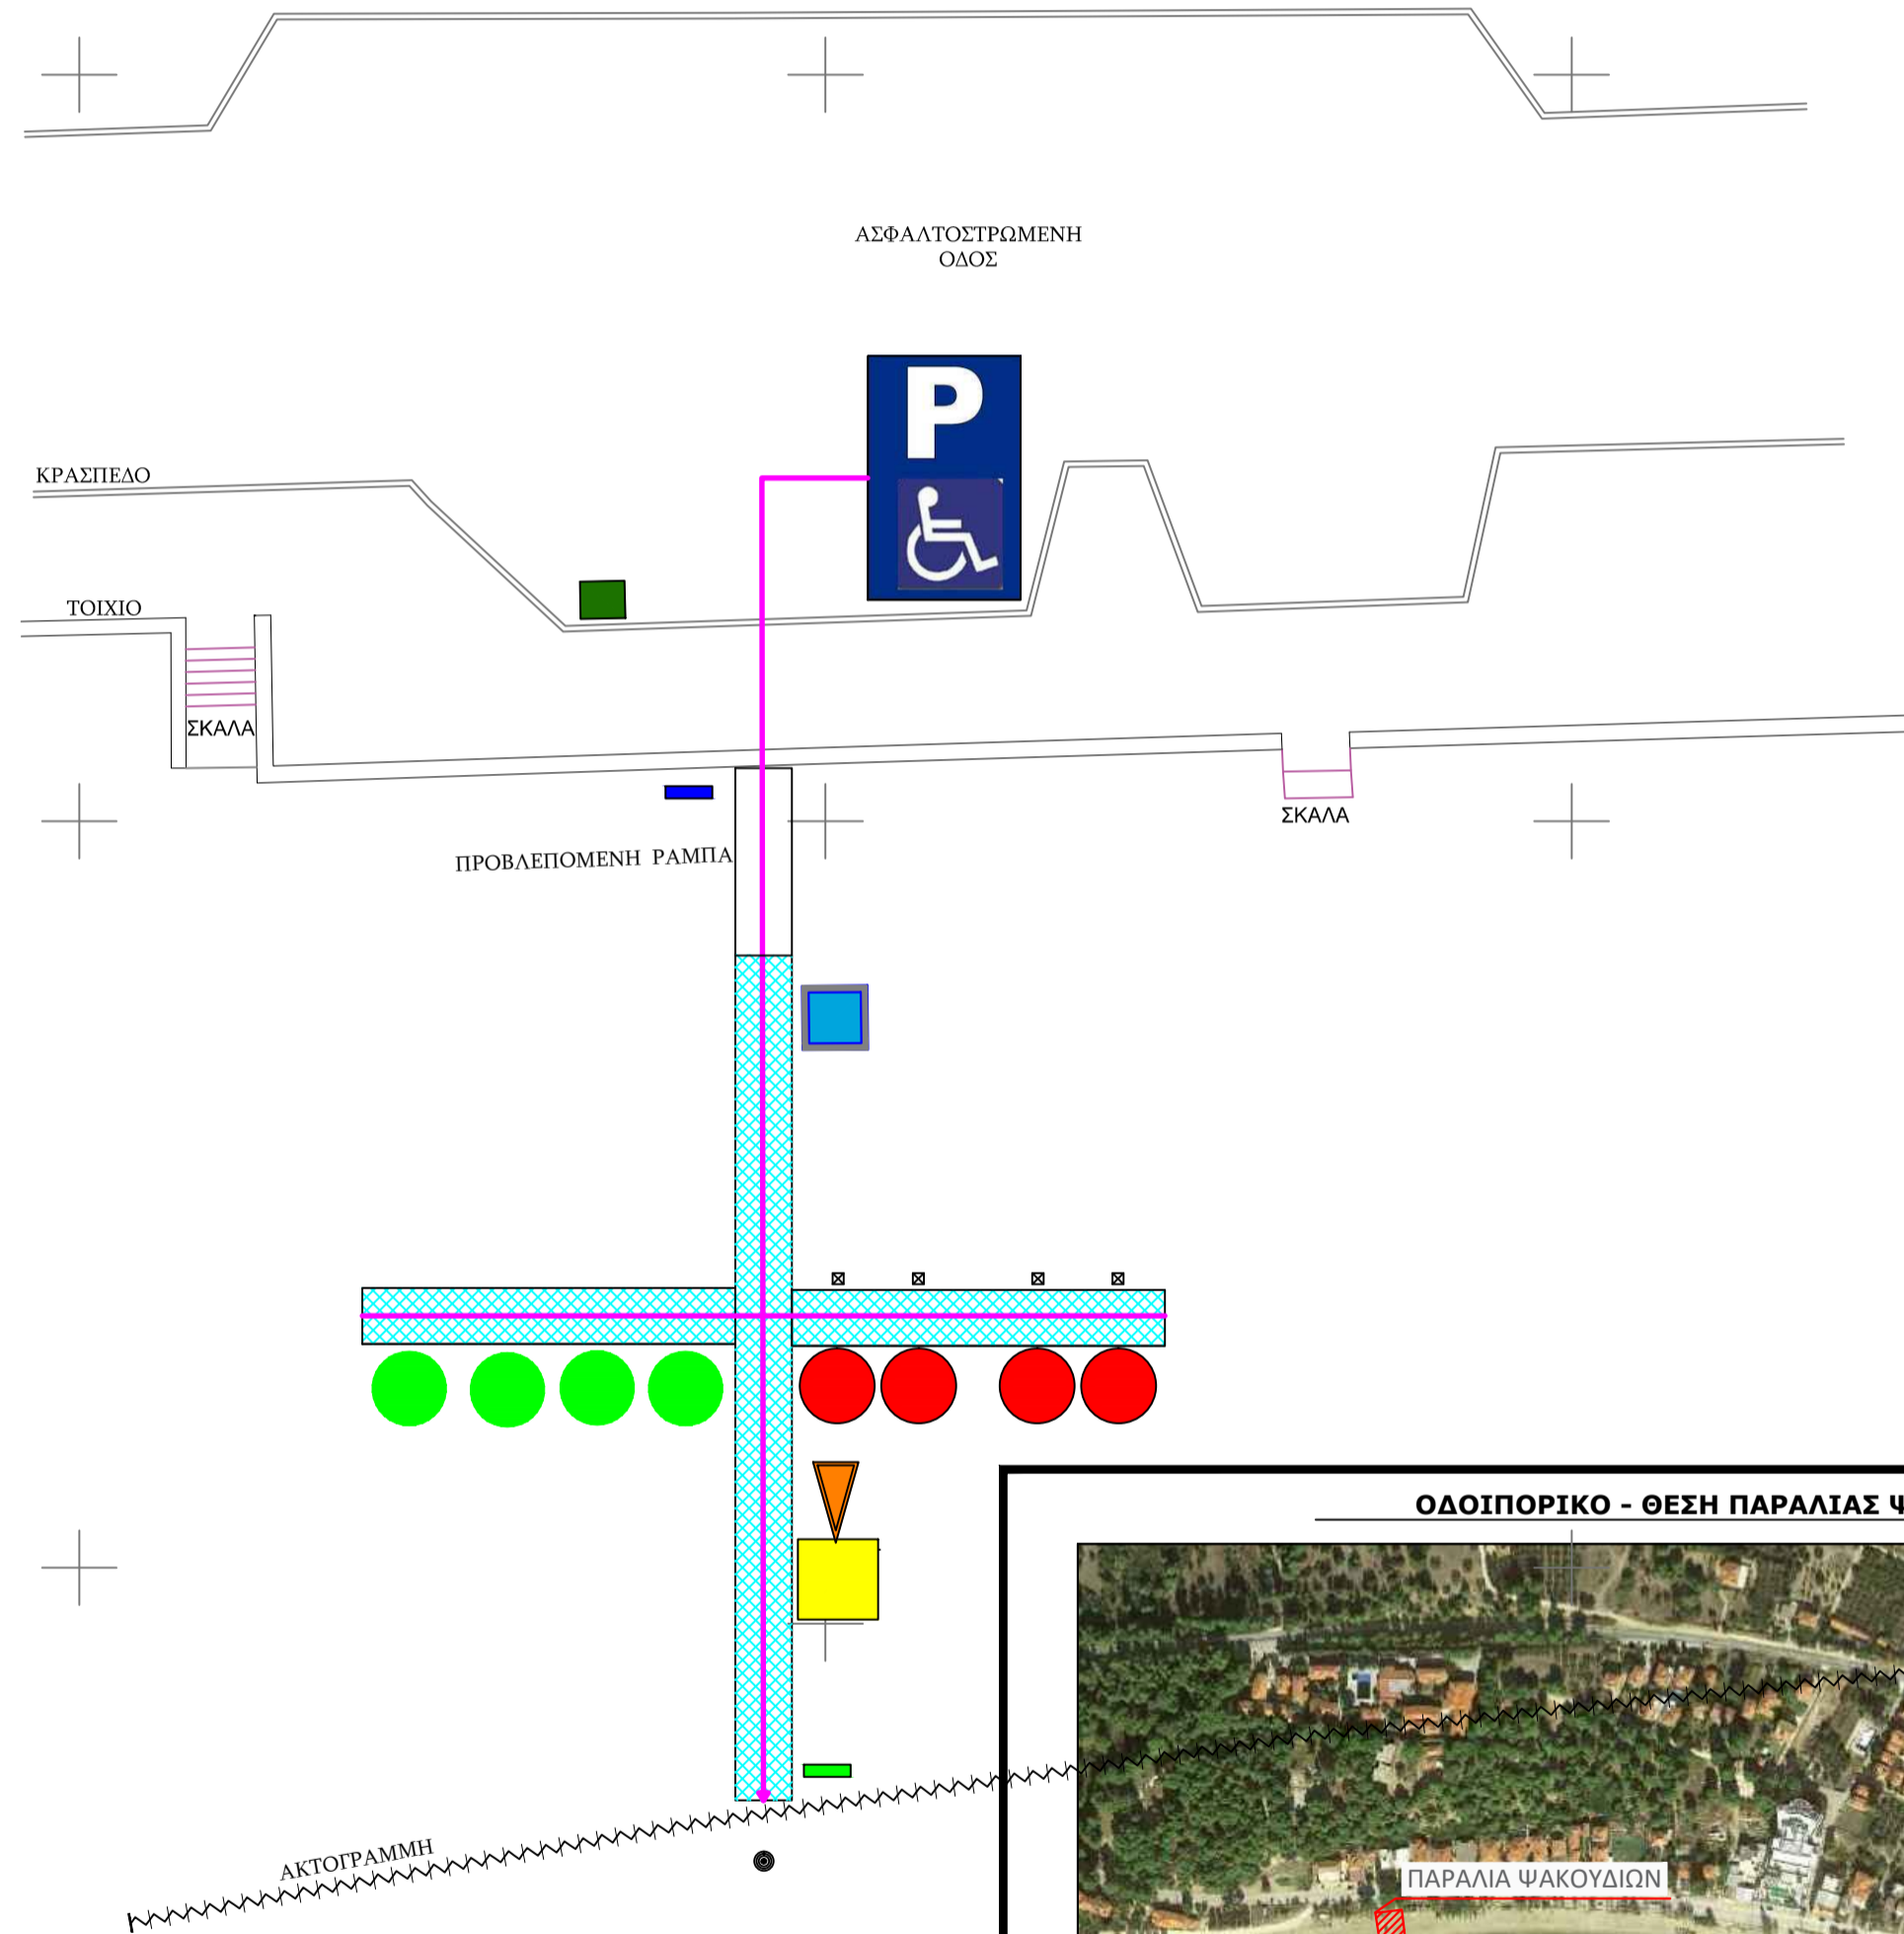 ΑΣΦΑΛΤΟΣΤΡΩΜΕΝΗ
ΟΔΟΣ
P
ΚΡΑΣΠΕΔΟ
ΤΟΙΧΙΟ
ΣΚΑΛΑ
ΣΚΑΛΑ
ΠΡΟΒΛΕΠΟΜΕΝΗ ΡΑΜΠΑ
ΟΔΟΙΠΟΡΙΚΟ - ΘΕΣΗ ΠΑΡΑΛΙΑΣ Ψ
ΑΚΤΟΓΡΑΜΜΗ
ΠΑΡΑΛΙΑ ΨΑΚΟΥΔΙΩΝ